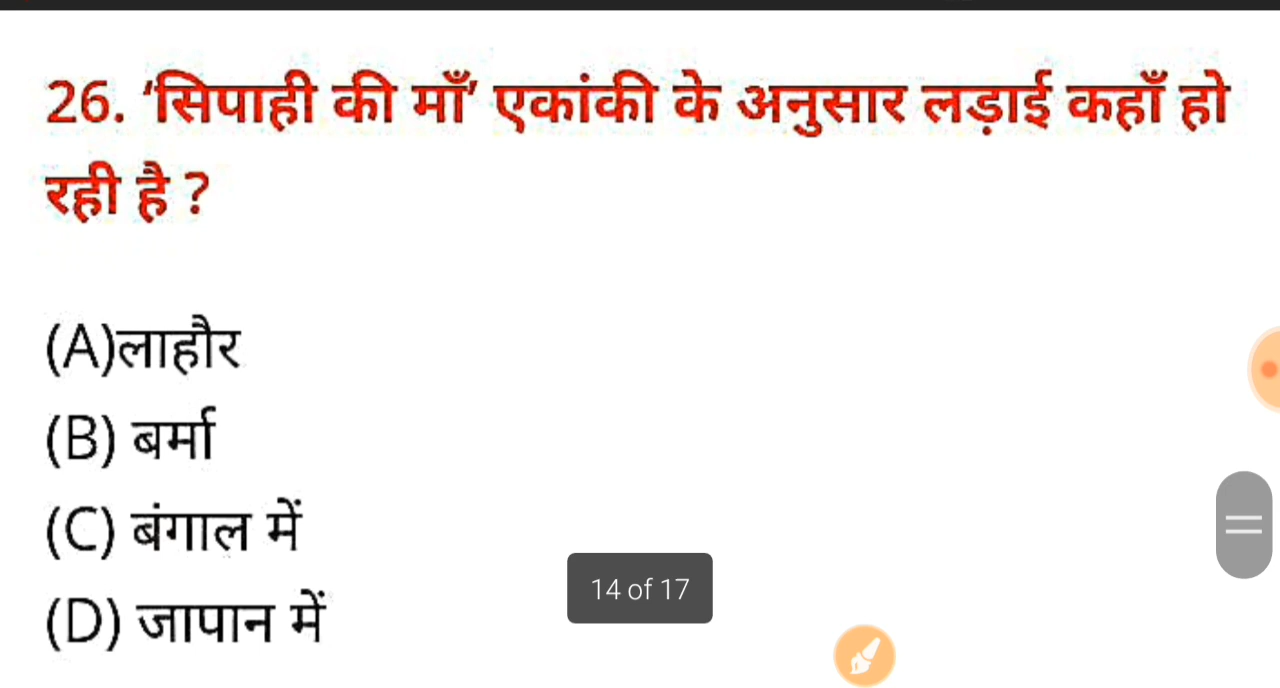 26. ‘सिपाही की माँ’ एकांकी के अनुसार लड़ाई कहाँ हो
रही है ?
(A)लाहौर
(B) बर्मा
(C) बंगाल में
(D) जापान में
14 of 17